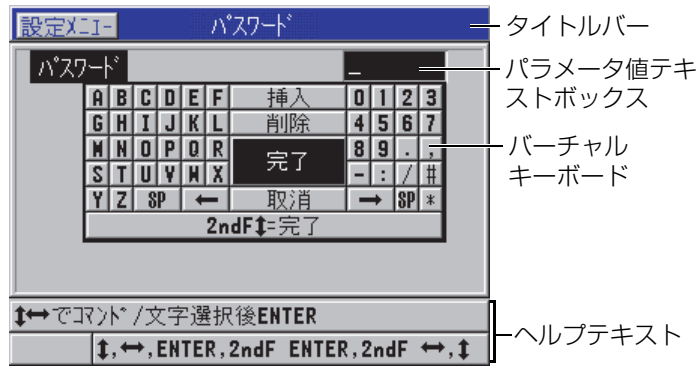 設定メニュー パスワード
タイトルバー
パスワード _
パラメータ値テキ
ストボックス
A B C D E F 挿入 0 1 2 3
G H I J K L 削除 4 5 6 7
M N O P Q R 完了 8 9 . ,
S T U V W X - : / #
Y Z SP ← 取消 → SP *
2ndF↕=完了
バーチャル
キーボード
↕↔でコマンド/文字選択後ENTER
↕,↔,ENTER,2ndF ENTER,2ndF ↔,↕
ヘルプテキスト